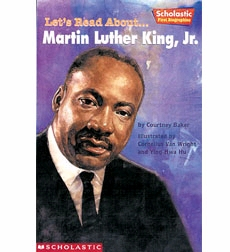 Let's Read About...
Scholastic
First Biographies
Martin Luther King, Jr.
by Courtney Baker
illustrated by
Cornelius Van Wright
and Ying-Hwa Hu
SCHOLASTIC